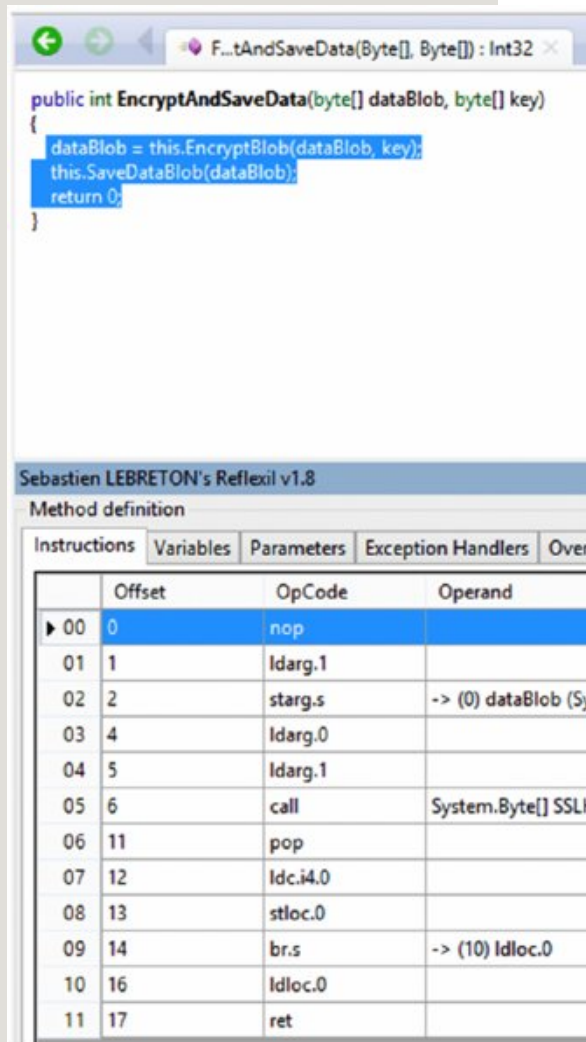 F...tAndSaveData(Byte[], Byte[]) : Int32
public int EncryptAndSaveData(byte[] dataBlob, byte[] key)
{
dataBlob = this.EncryptBlob(dataBlob, key);
this.SaveDataBlob(dataBlob);
return 0;
}
Sebastien LEBRETON's Reflexil v1.8
Method definition
Instructions Variables Parameters Exception Handlers Over
Offset OpCode Operand
00 0 nop
01 1 ldarg.1
02 2 starg.s -> (0) dataBlob (Sy
03 4 ldarg.0
04 5 ldarg.1
05 6 call System.Byte[] SSL
06 11 pop
07 12 ldc.i4.0
08 13 stloc.0
09 14 br.s -> (10) ldloc.0
10 16 ldloc.0
11 17 ret